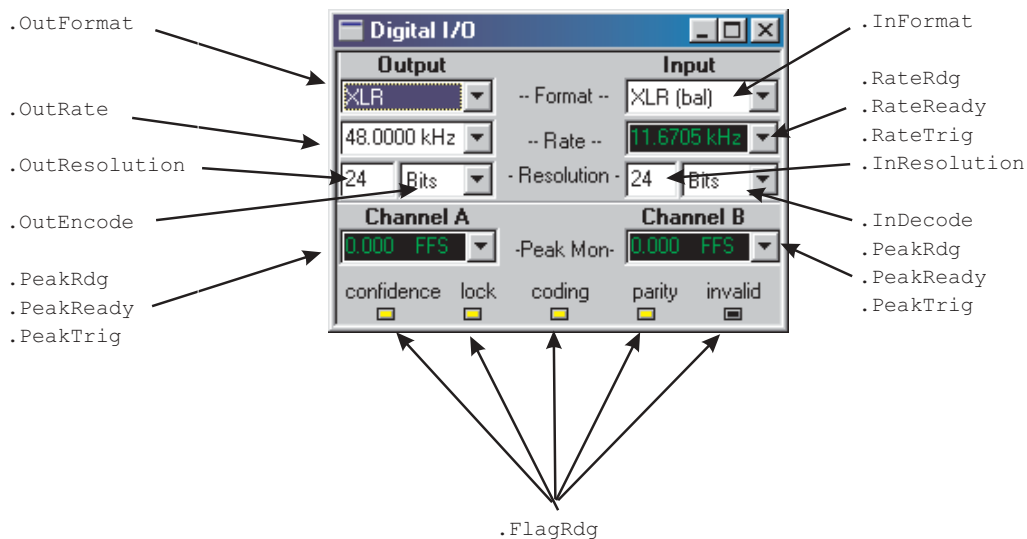 .OutFormat
.OutRate
.OutResolution
.OutEncode
.PeakRdg
.PeakReady
.PeakTrig
Digital I/O
Output Input
XLR -- Format -- XLR (bal)
48.0000 kHz -- Rate -- 11.6705 kHz
24 Bits - Resolution - 24 Bits
Channel A Channel B
0.000 FFS -Peak Mon- 0.000 FFS
confidence lock coding parity invalid
.InFormat
.RateRdg
.RateReady
.RateTrig
.InResolution
.InDecode
.PeakRdg
.PeakReady
.PeakTrig
.FlagRdg